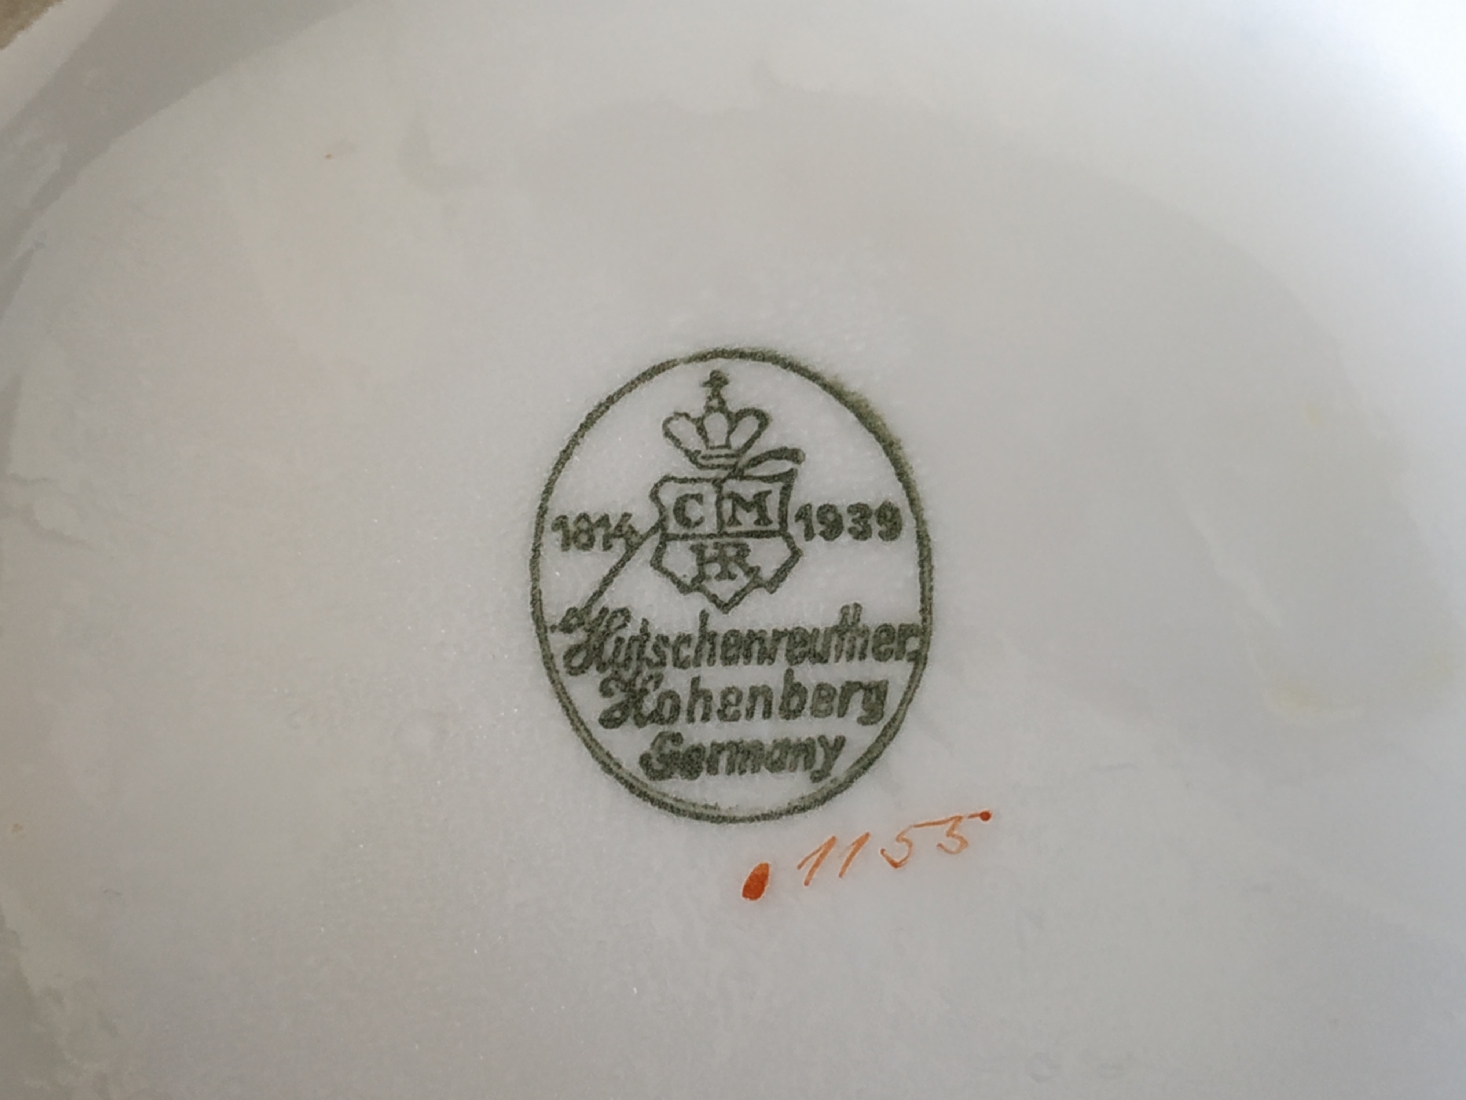 1814 C M 1939
HR
Hutschenreuther
Hohenberg
Germany
1155